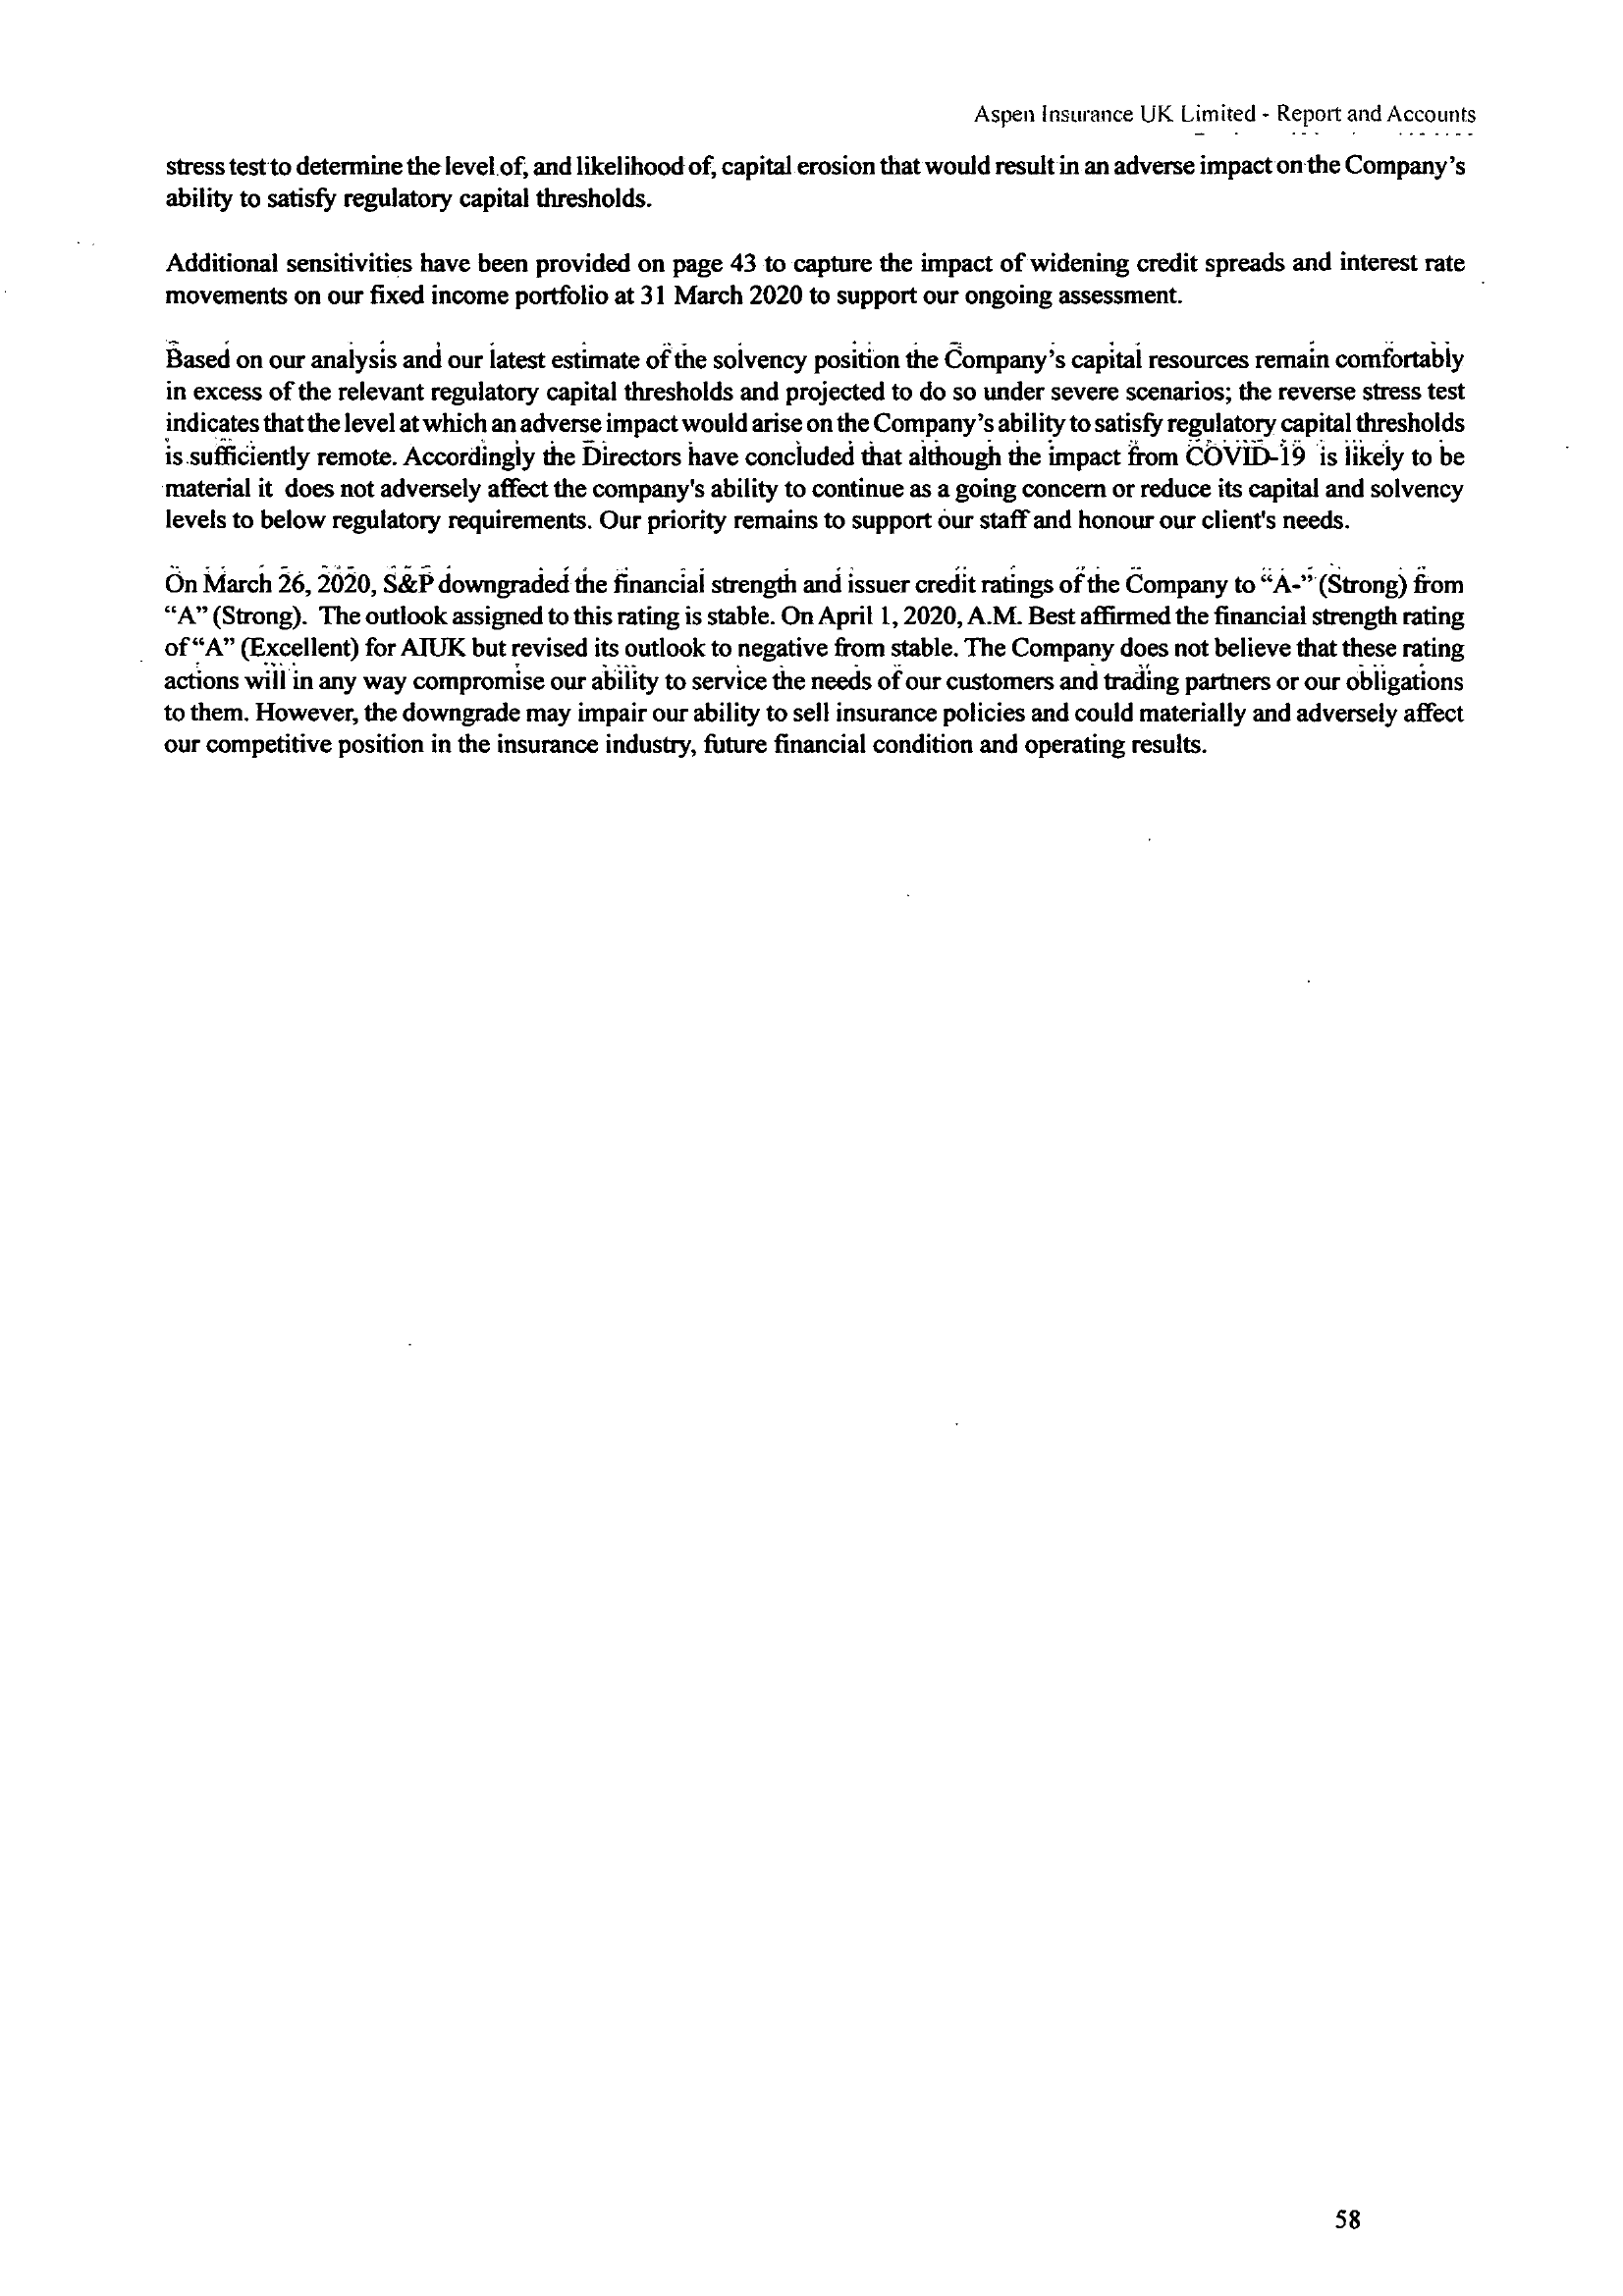 Aspen Insurance UK Limited - Report and Accounts
stress test to determine the level of, and likelihood of, capital erosion that would result in an adverse impact on the Company's
ability to satisfy regulatory capital thresholds.
Additional sensitivities have been provided on page 43 to capture the impact of widening credit spreads and interest rate
movements on our fixed income portfolio at 31 March 2020 to support our ongoing assessment.
Based on our analysis and our latest estimate of the solvency position the Company's capital resources remain comfortably
in excess of the relevant regulatory capital thresholds and projected to do so under severe scenarios; the reverse stress test
indicates that the level at which an adverse impact would arise on the Company's ability to satisfy regulatory capital thresholds
is sufficiently remote. Accordingly the Directors have concluded that although the impact from COVID-19 is likely to be
material it does not adversely affect the company's ability to continue as a going concern or reduce its capital and solvency
levels to below regulatory requirements. Our priority remains to support our staff and honour our client's needs.
On March 26, 2020, S&P downgraded the financial strength and issuer credit ratings of the Company to “A-” (Strong) from
“A” (Strong). The outlook assigned to this rating is stable. On April 1, 2020, A.M. Best affirmed the financial strength rating
of “A” (Excellent) for AIUK but revised its outlook to negative from stable. The Company does not believe that these rating
actions will in any way compromise our ability to service the needs of our customers and trading partners or our obligations
to them. However, the downgrade may impair our ability to sell insurance policies and could materially and adversely affect
our competitive position in the insurance industry, future financial condition and operating results.
58